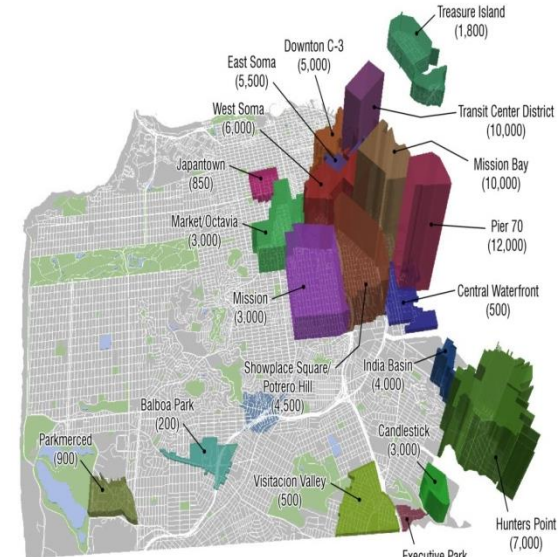 Treasure Island
(1,800)
Downton C-3
(5,000)
East Soma
(5,500)
West Soma
(6,000)
Transit Center District
(10,000)
Japantown
(850)
Mission Bay
(10,000)
Market/Octavia
(3,000)
Pier 70
(12,000)
Mission
(3,000)
Central Waterfront
(500)
Showplace Square/
Potrero Hill
(4,500)
India Basin
(4,000)
Balboa Park
(200)
Candlestick
(3,000)
Parkmerced
(900)
Visitacion Valley
(500)
Hunters Point
(7,000)
Executive Park